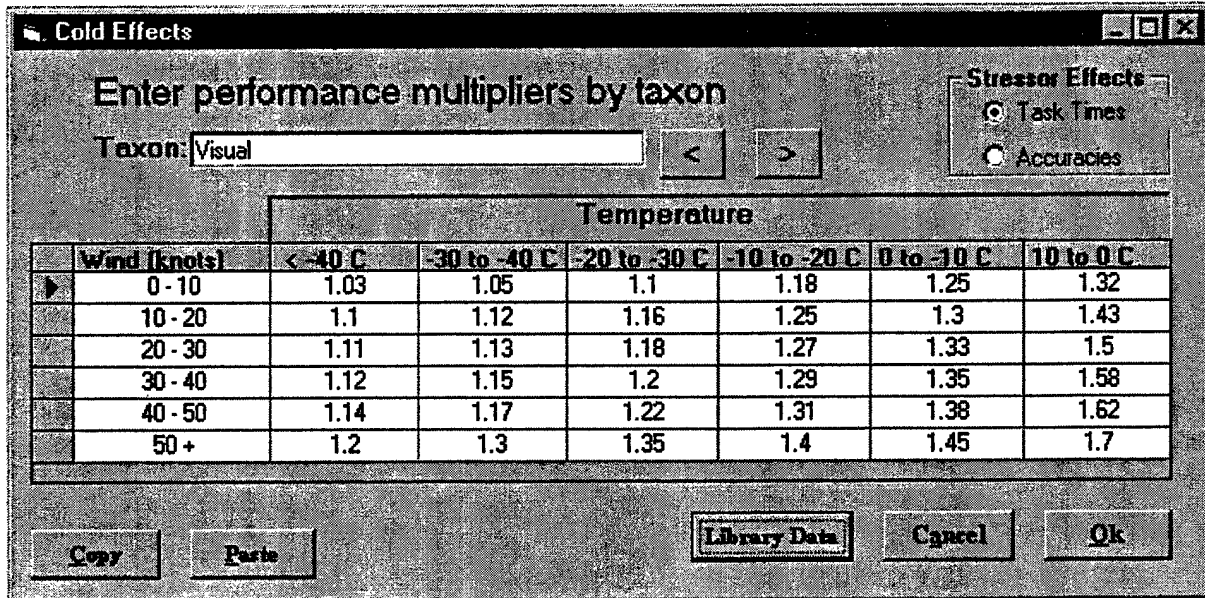 Cold Effects
Enter performance multipliers by taxon
Stressor Effects
Task Times
Accuracies
Taxon: Visual < >
Temperature
Wind (knots) < -40 C -30 to -40 C -20 to -30 C -10 to -20 C 0 to -10 C 10 to 0 C
0 - 10 1.03 1.05 1.1 1.18 1.25 1.32
10 - 20 1.1 1.12 1.16 1.25 1.3 1.43
20 - 30 1.11 1.13 1.18 1.27 1.33 1.5
30 - 40 1.12 1.15 1.2 1.29 1.35 1.58
40 - 50 1.14 1.17 1.22 1.31 1.38 1.62
50 + 1.2 1.3 1.35 1.4 1.45 1.7
Copy Paste Library Data Cancel Ok